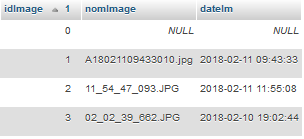 idImage 1 nomImage dateIm
0 NULL NULL
1 A18021109433010.jpg 2018-02-11 09:43:33
2 11_54_47_093.JPG 2018-02-11 11:55:08
3 02_02_39_662.JPG 2018-02-10 19:02:44